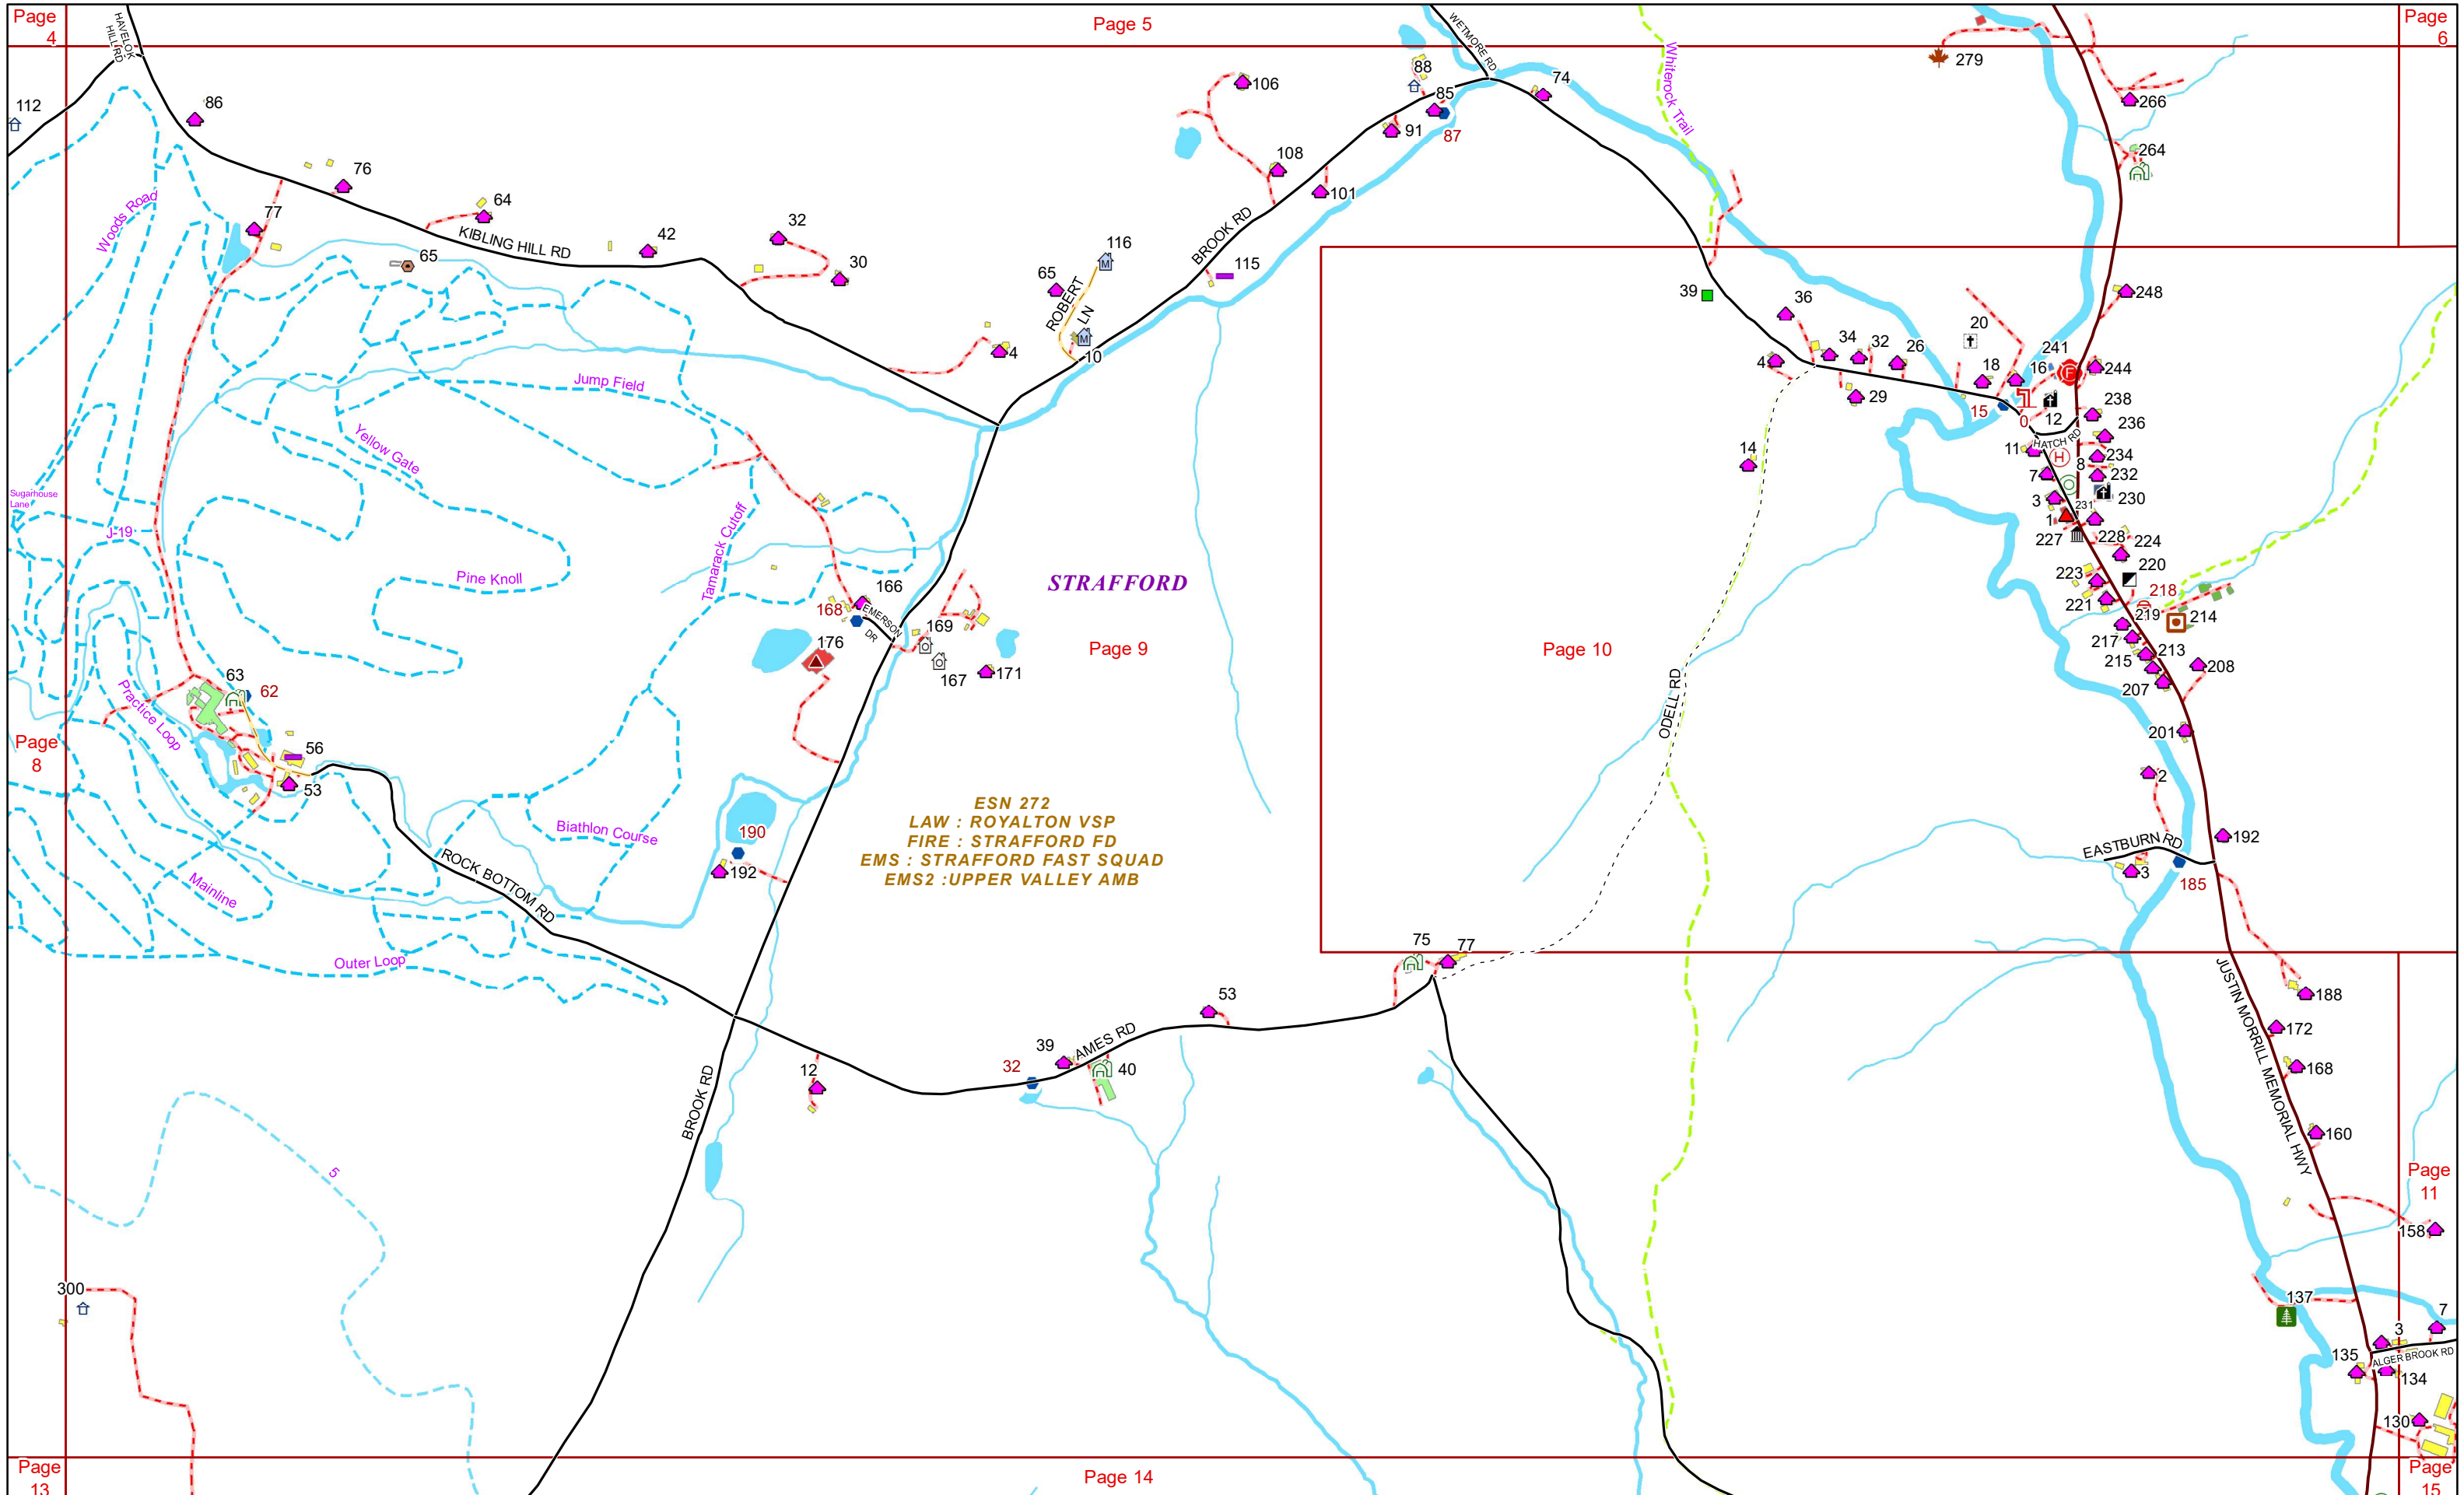 Page
4
HAVELOK
HILL RD
Page 5
WETMORE RD
Page
6
112
86
76
77
64
KIBLING HILL RD
65
42
32
30
4
106
108
88
85
87
91
101
74
Whiterock Trail
279
266
264
BROOK RD
116
65
ROBERT
LN
10
115
Woods Road
39
36
4
34
32
26
29
20
18
16
15
0
241
244
248
12
238
236
HATCH RD
11
8
234
7
232
3
230
231
1
227
228
224
223
220
221
218
219
214
217
213
215
208
207
201
2
192
EASTBURN RD
3
185
14
ODELL RD
Page 10
Jump Field
Yellow Gate
Sugarhouse
Lane
J-19
Pine Knoll
Tamarack Cutoff
166
168
EMERSON
DR
176
169
167
171
STRAFFORD
Page 9
63
62
Practice Loop
56
53
Page
8
ESN 272
LAW : ROYALTON VSP
FIRE : STRAFFORD FD
EMS : STRAFFORD FAST SQUAD
EMS2 :UPPER VALLEY AMB
190
192
Biathlon Course
ROCK BOTTOM RD
Mainline
Outer Loop
75
77
53
AMES RD
39
32
40
12
BROOK RD
JUSTIN MORRILL MEMORIAL HWY
188
172
168
160
Page
11
158
137
7
3
ALGER BROOK RD
135
134
130
5
300
Page
13
Page 14
Page
15
M
M
F
H